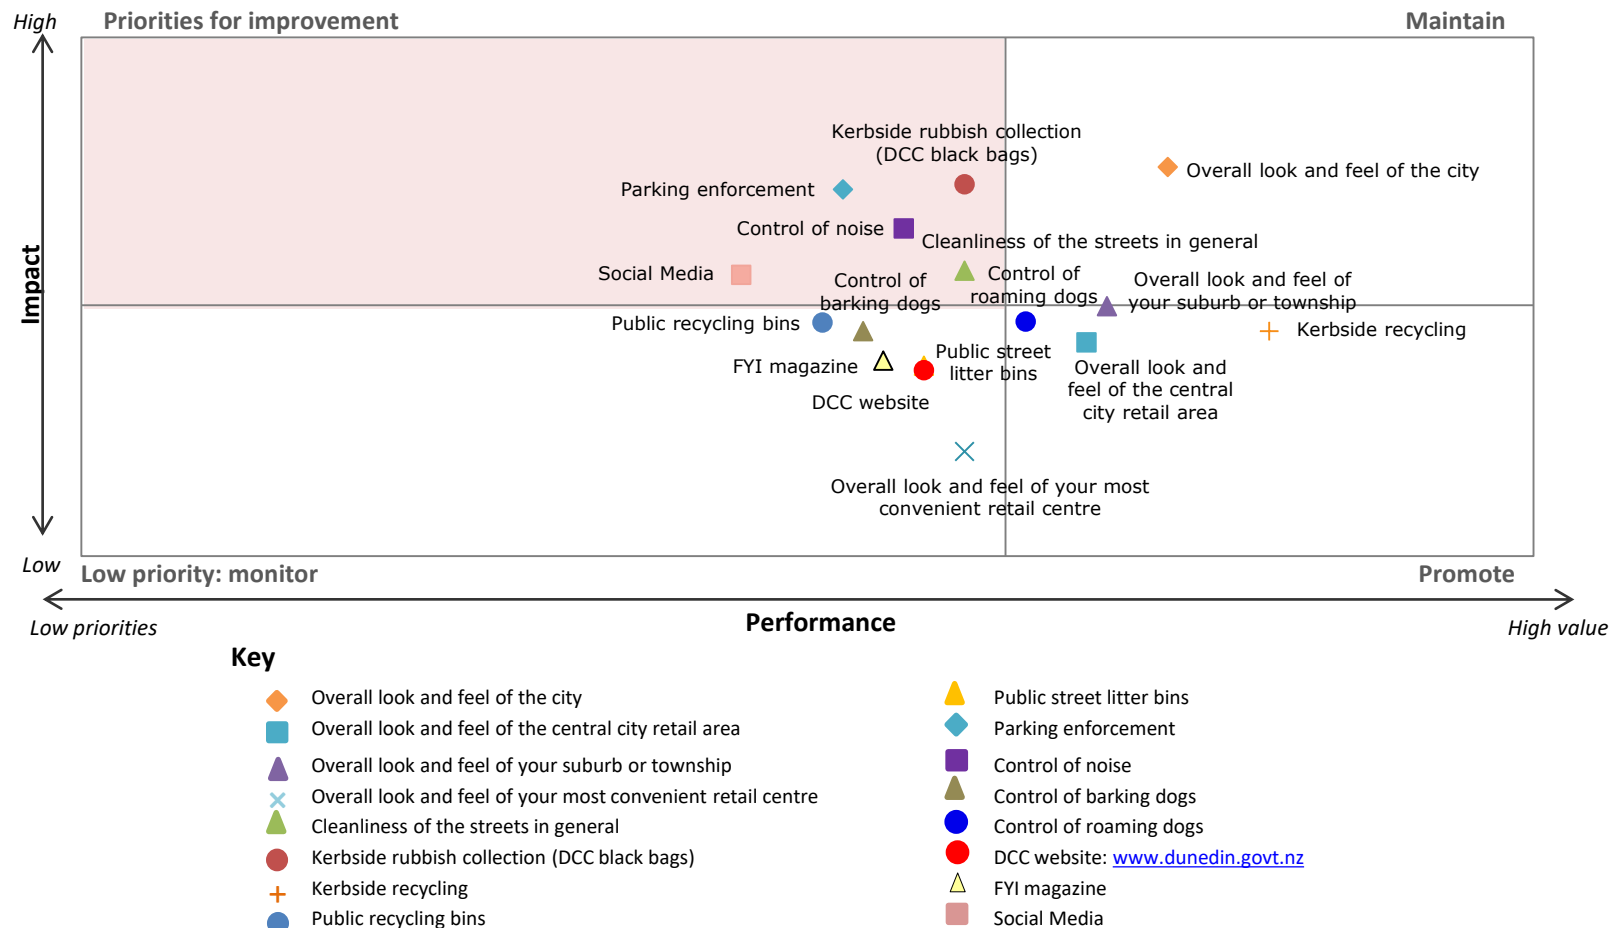 High
Priorities for improvement
Maintain
Kerbside rubbish collection
(DCC black bags)
Overall look and feel of the city
Parking enforcement
Control of noise
Cleanliness of the streets in general
Social Media
Control of
barking dogs
Control of
roaming dogs
Overall look and feel of
your suburb or township
Impact
Public recycling bins
Kerbside recycling
FYI magazine
Public street
litter bins
Overall look and
feel of the central
city retail area
DCC website
Overall look and feel of your most
convenient retail centre
Low
Low priority: monitor
Promote
Low priorities
Performance
High value
Key
Overall look and feel of the city
Overall look and feel of the central city retail area
Overall look and feel of your suburb or township
Overall look and feel of your most convenient retail centre
Cleanliness of the streets in general
Kerbside rubbish collection (DCC black bags)
Kerbside recycling
Public recycling bins
Public street litter bins
Parking enforcement
Control of noise
Control of barking dogs
Control of roaming dogs
DCC website: www.dunedin.govt.nz
FYI magazine
Social Media